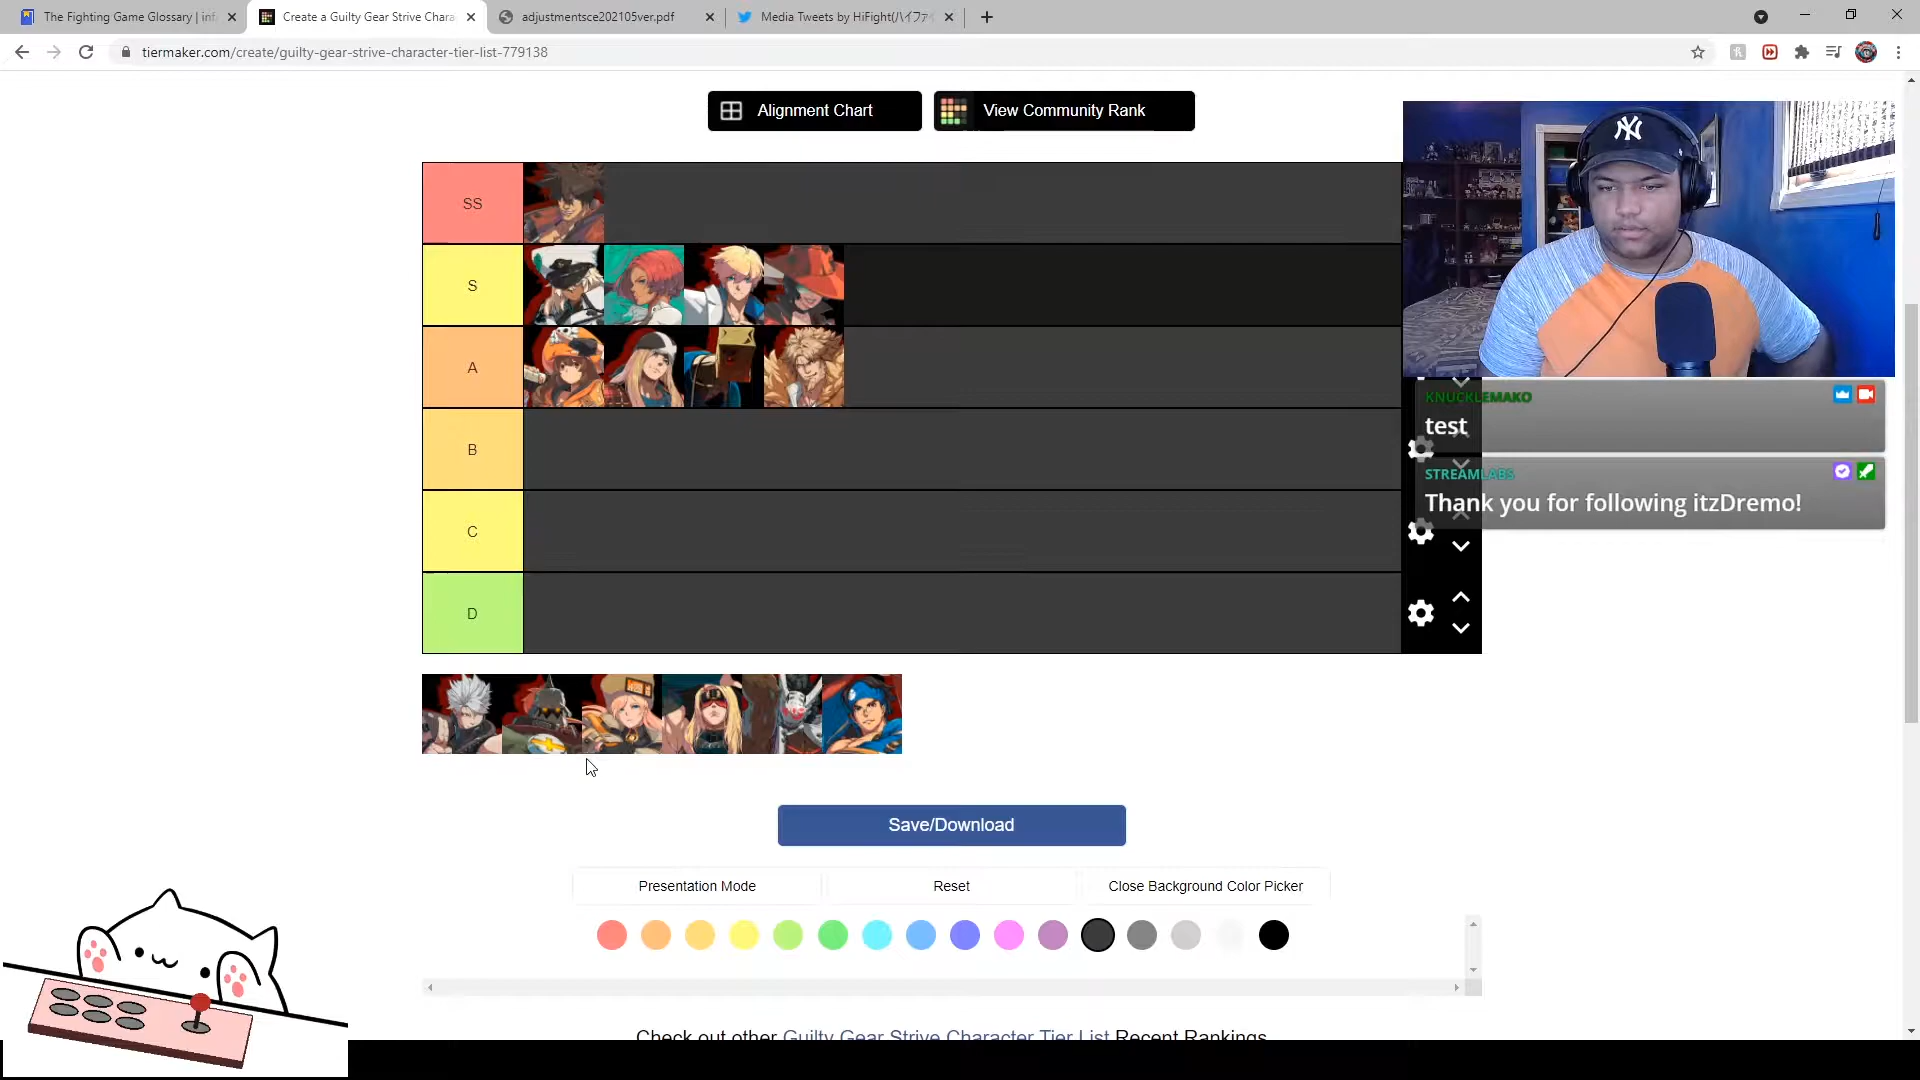 The Fighting Game Glossary | inf
Create a Guilty Gear Strive Chara
adjustmentsce202105ver.pdf
Media Tweets by HiFight(ハイファイ
tiermaker.com/create/guilty-gear-strive-character-tier-list-779138
Alignment Chart
View Community Rank
SS
S
A
B
C
D
NY
KNUCKLEMAKO
test
STREAMLABS
Thank you for following itzDremo!
Save/Download
Presentation Mode
Reset
Close Background Color Picker
Check out other Guilty Gear Strive Character Tier List Recent Rankings